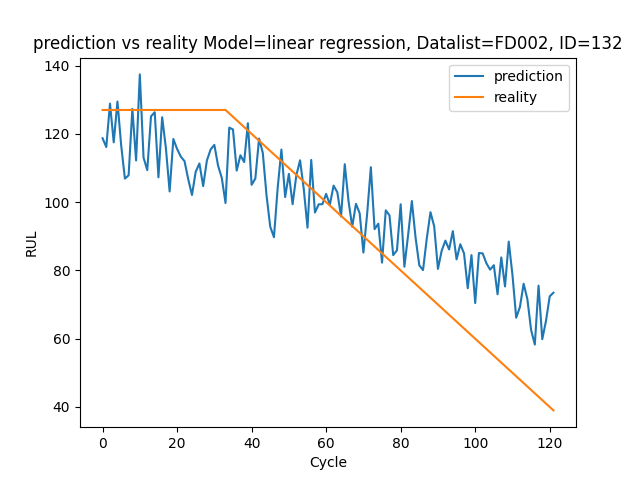 prediction vs reality Model=linear regression, Datalist=FD002, ID=132
prediction
reality
140
120
100
80
60
40
RUL
0 20 40 60 80 100 120
Cycle